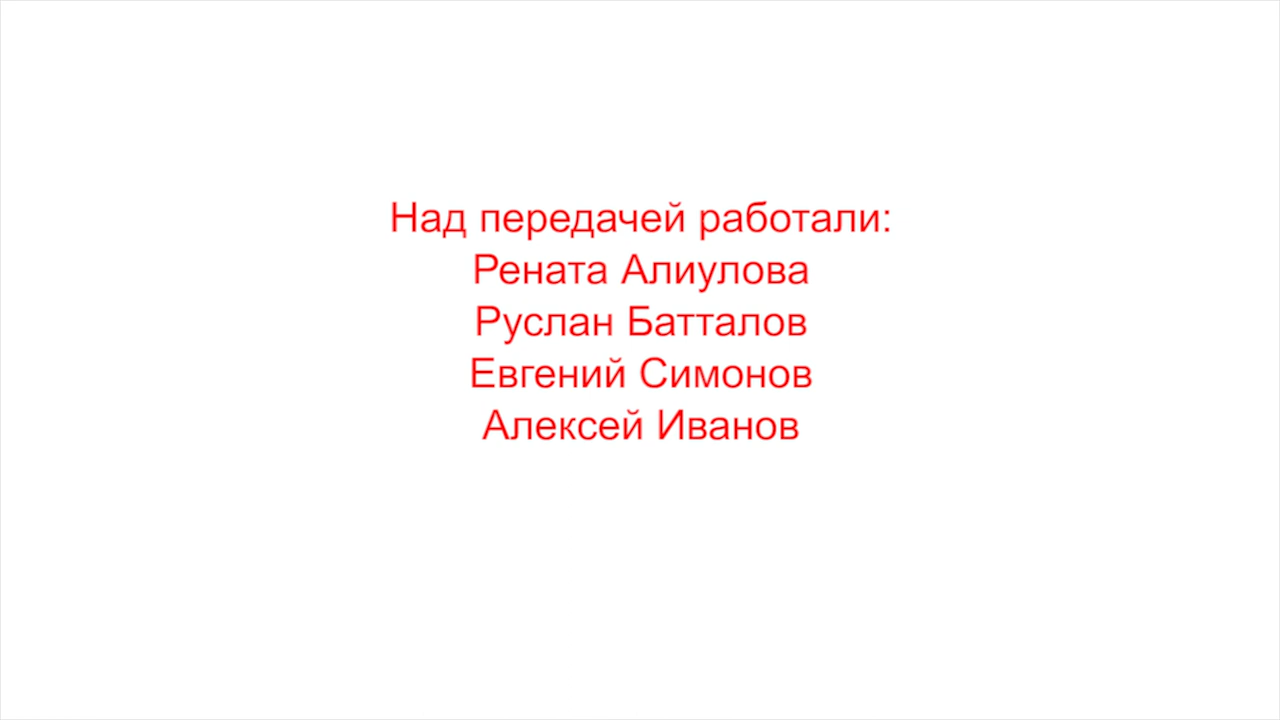 Над передачей работали:
Рената Алиулова
Руслан Батталов
Евгений Симонов
Алексей Иванов